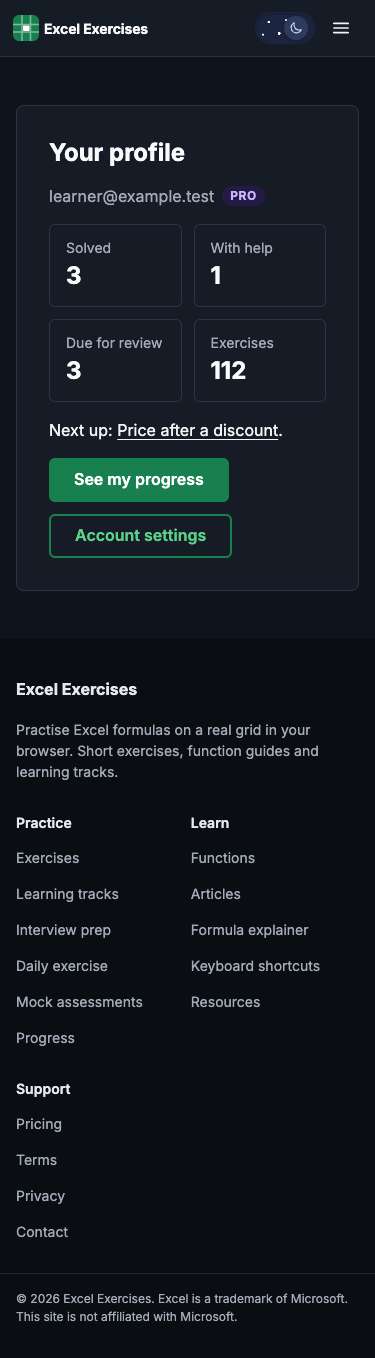 Excel Exercises
Your profile
learner@example.test PRO
Solved
3
With help
1
Due for review
3
Exercises
112
Next up: Price after a discount.
See my progress
Account settings
Excel Exercises
Practise Excel formulas on a real grid in your
browser. Short exercises, function guides and
learning tracks.
Practice
Exercises
Learning tracks
Interview prep
Daily exercise
Mock assessments
Progress
Learn
Functions
Articles
Formula explainer
Keyboard shortcuts
Resources
Support
Pricing
Terms
Privacy
Contact
© 2026 Excel Exercises. Excel is a trademark of Microsoft.
This site is not affiliated with Microsoft.